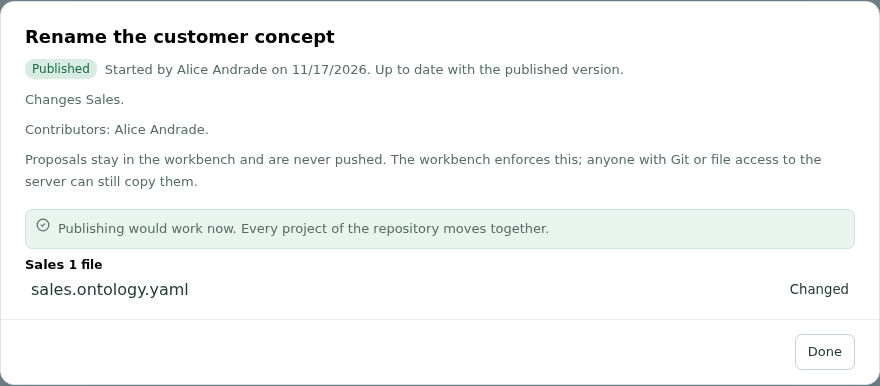 Rename the customer concept
Published Started by Alice Andrade on 11/17/2026. Up to date with the published version.
Changes Sales.
Contributors: Alice Andrade.
Proposals stay in the workbench and are never pushed. The workbench enforces this; anyone with Git or file access to the
server can still copy them.
Publishing would work now. Every project of the repository moves together.
Sales 1 file
sales.ontology.yaml Changed
Done